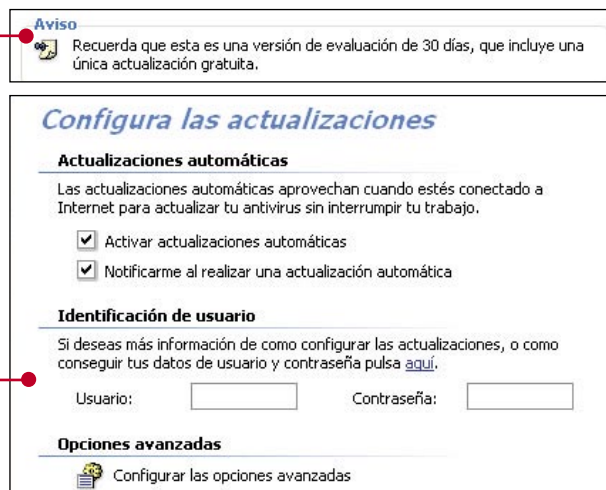 Aviso
Recuerda que esta es una versión de evaluación de 30 días, que incluye una
única actualización gratuita.
Configura las actualizaciones
Actualizaciones automáticas
Las actualizaciones automáticas aprovechan cuando estés conectado a
Internet para actualizar tu antivirus sin interrumpir tu trabajo.
Activar actualizaciones automáticas
Notificarme al realizar una actualización automática
Identificación de usuario
Si deseas más información de como configurar las actualizaciones, o como
conseguir tus datos de usuario y contraseña pulsa aquí.
Usuario: Contraseña:
Opciones avanzadas
Configurar las opciones avanzadas